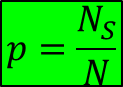 p = N_S / N